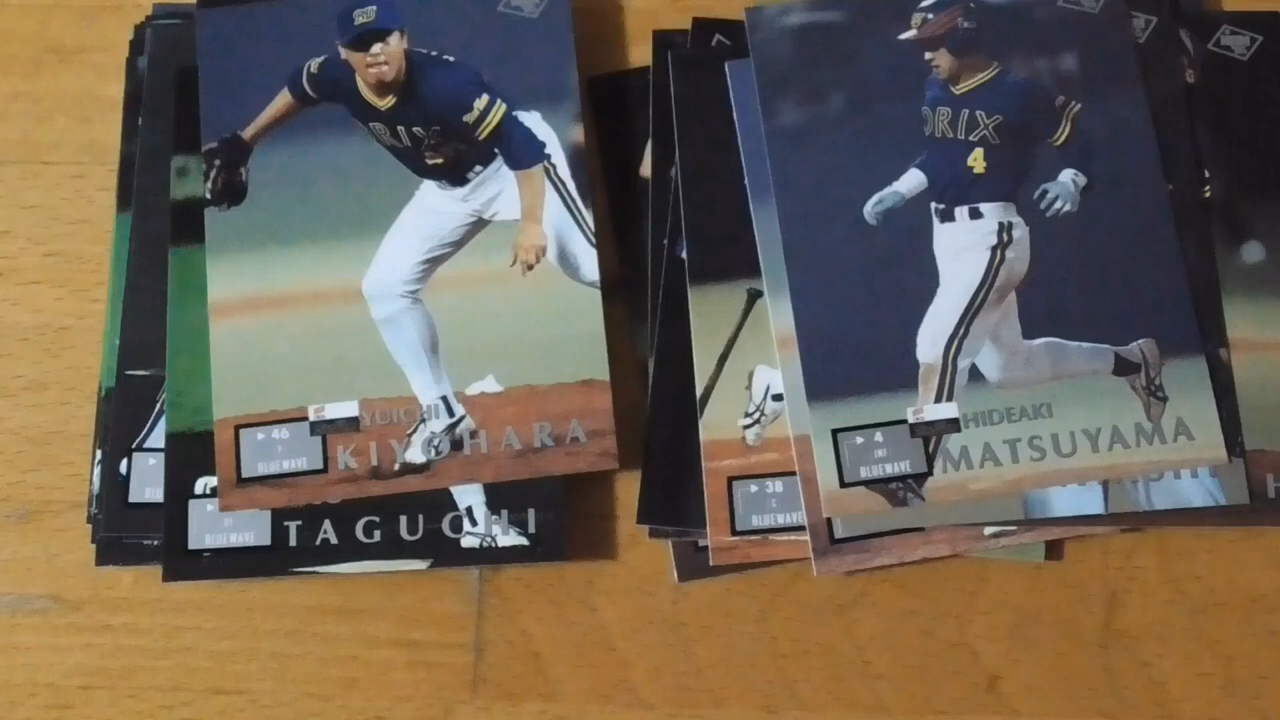 ORIX
YUICHI
KIYOHARA
46
P
BLUEWAVE
TAGUCHI
BLUEWAVE
ORIX
4
HIDEAKI
MATSUYAMA
4
INF
BLUEWAVE
38
C
BLUEWAVE